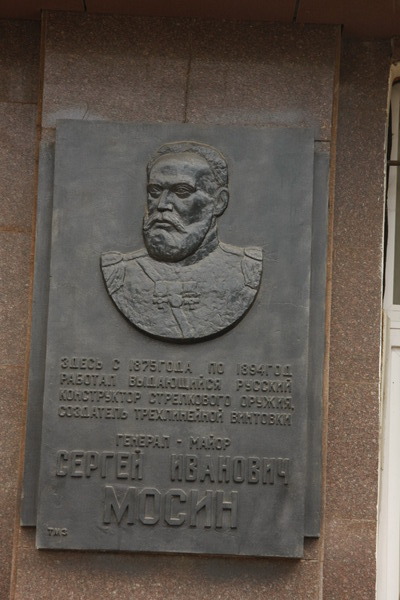 ЗДЕСЬ С 1875 ГОДА ПО 1894 ГОД
РАБОТАЛ ВЫДАЮЩИЙСЯ РУССКИЙ
КОНСТРУКТОР СТРЕЛКОВОГО ОРУЖИЯ,
СОЗДАТЕЛЬ ТРЕХЛИНЕЙНОЙ ВИНТОВКИ
ГЕНЕРАЛ - МАЙОР
СЕРГЕЙ ИВАНОВИЧ
МОСИН